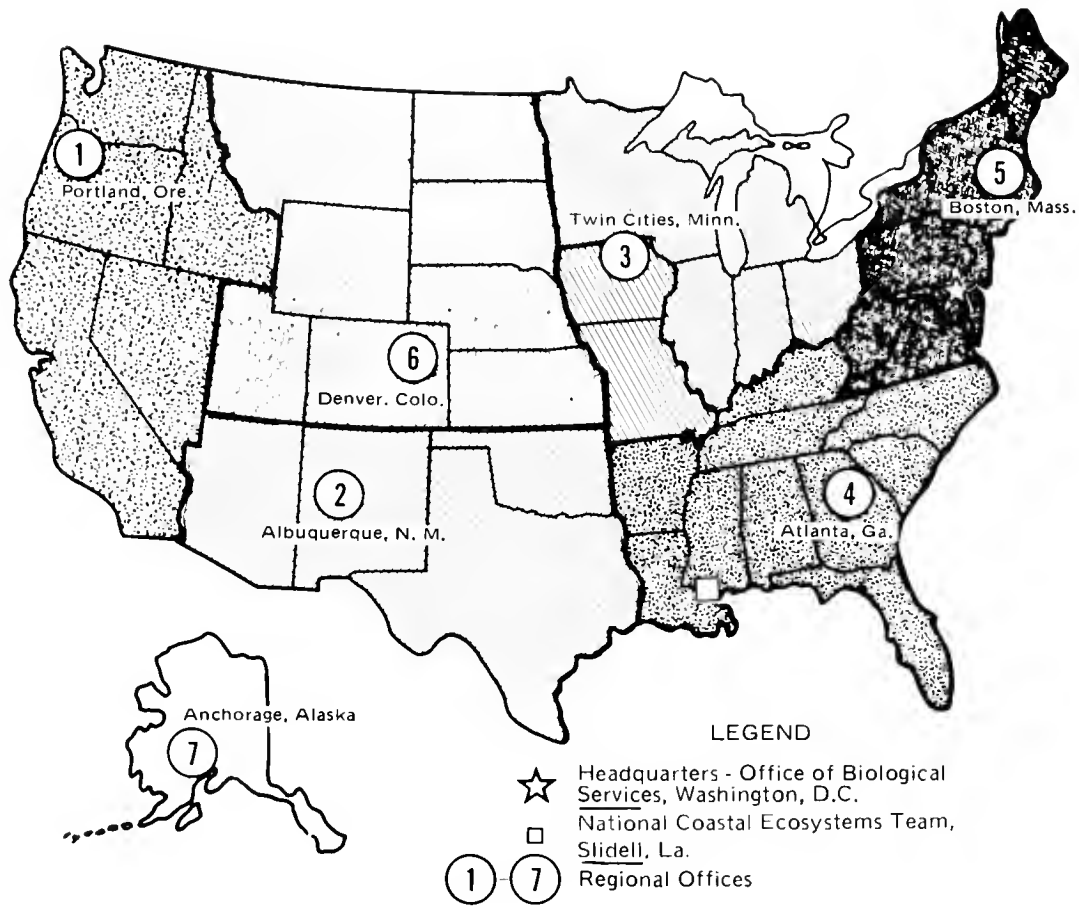 1
Portland, Ore.
Twin Cities, Minn.
3
5
Boston, Mass.
6
Denver. Colo.
2
Albuquerque, N. M.
4
Atlanta, Ga.
Anchorage, Alaska
7
LEGEND
Headquarters - Office of Biological
Services, Washington, D.C.
National Coastal Ecosystems Team,
Slidell, La.
1 - 7 Regional Offices